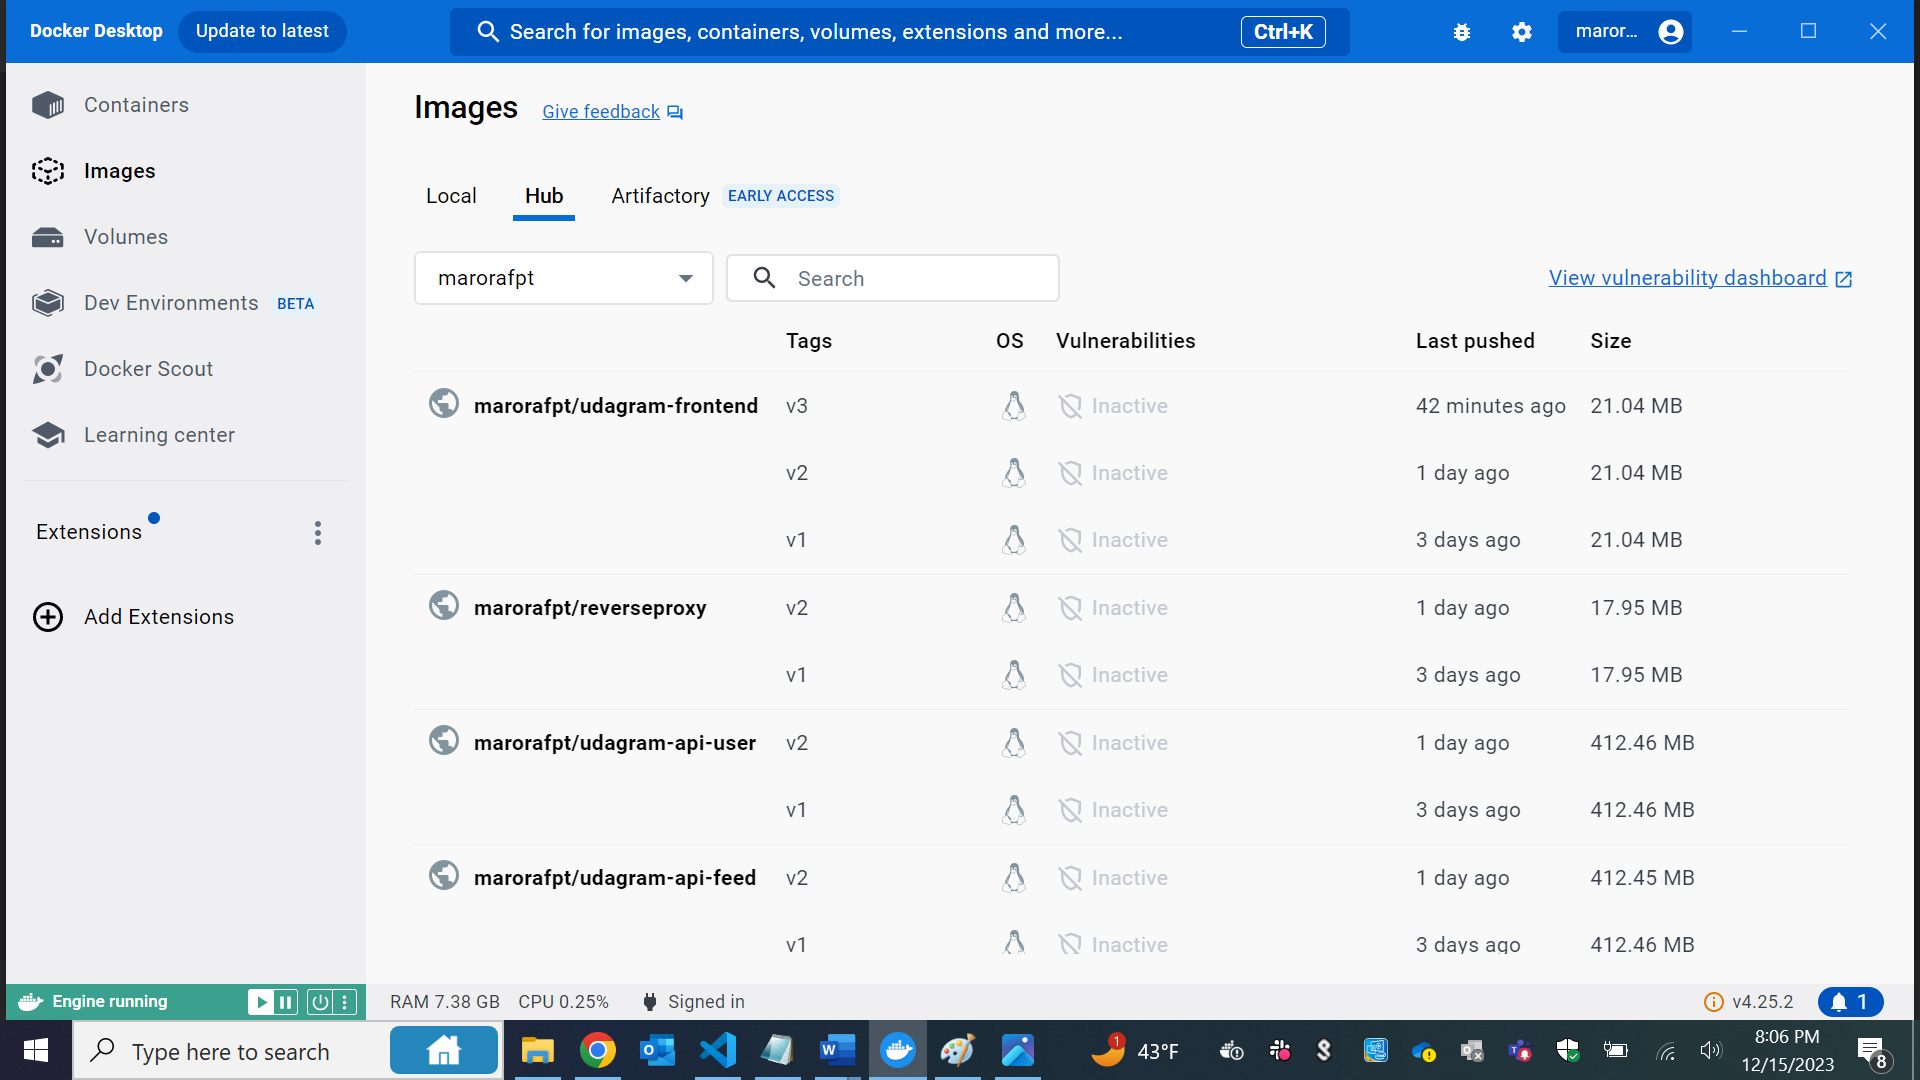 Docker Desktop Update to latest Search for images, containers, volumes, extensions and more... Ctrl+K maror...
Containers
Images
Volumes
Dev Environments BETA
Docker Scout
Learning center
Extensions
Add Extensions
Images Give feedback
Local Hub Artifactory EARLY ACCESS
marorafpt Search View vulnerability dashboard
Tags OS Vulnerabilities Last pushed Size
marorafpt/udagram-frontend v3 Inactive 42 minutes ago 21.04 MB
v2 Inactive 1 day ago 21.04 MB
v1 Inactive 3 days ago 21.04 MB
marorafpt/reverseproxy v2 Inactive 1 day ago 17.95 MB
v1 Inactive 3 days ago 17.95 MB
marorafpt/udagram-api-user v2 Inactive 1 day ago 412.46 MB
v1 Inactive 3 days ago 412.46 MB
marorafpt/udagram-api-feed v2 Inactive 1 day ago 412.45 MB
v1 Inactive 3 days ago 412.46 MB
Engine running RAM 7.38 GB CPU 0.25% Signed in v4.25.2 1
Type here to search 1 43°F 8:06 PM
12/15/2023 8